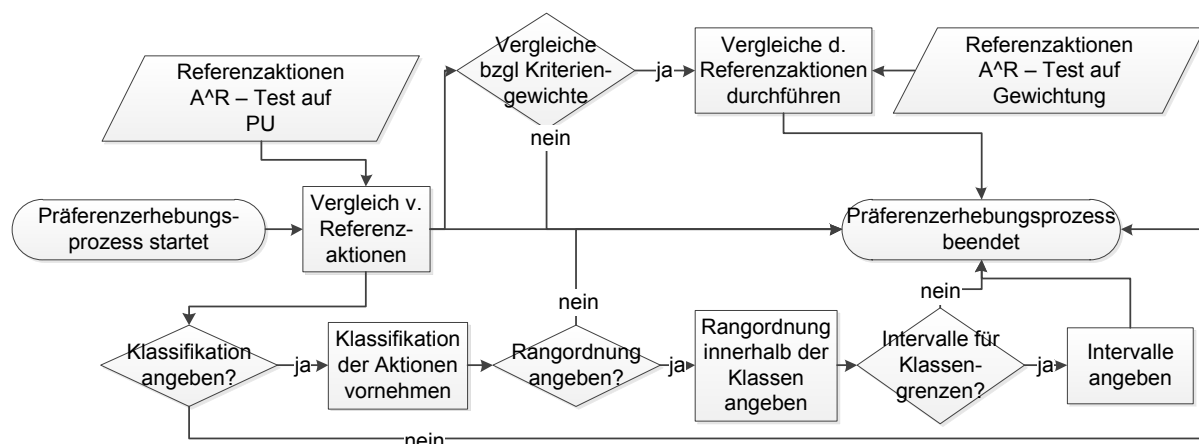 Referenzaktionen
A^R – Test auf
PU
Vergleiche
bzgl Kriterien-
gewichte
ja
nein
Vergleiche d.
Referenzaktionen
durchführen
Referenzaktionen
A^R – Test auf
Gewichtung
Präferenzerhebungs-
prozess startet
Vergleich v.
Referenz-
aktionen
Präferenzerhebungsprozess
beendet
Klassifikation
angeben?
ja
nein
Klassifikation
der Aktionen
vornehmen
Rangordnung
angeben?
nein
ja
Rangordnung
innerhalb der
Klassen
angeben
Intervalle für
Klassen-
grenzen?
nein
ja
Intervalle
angeben